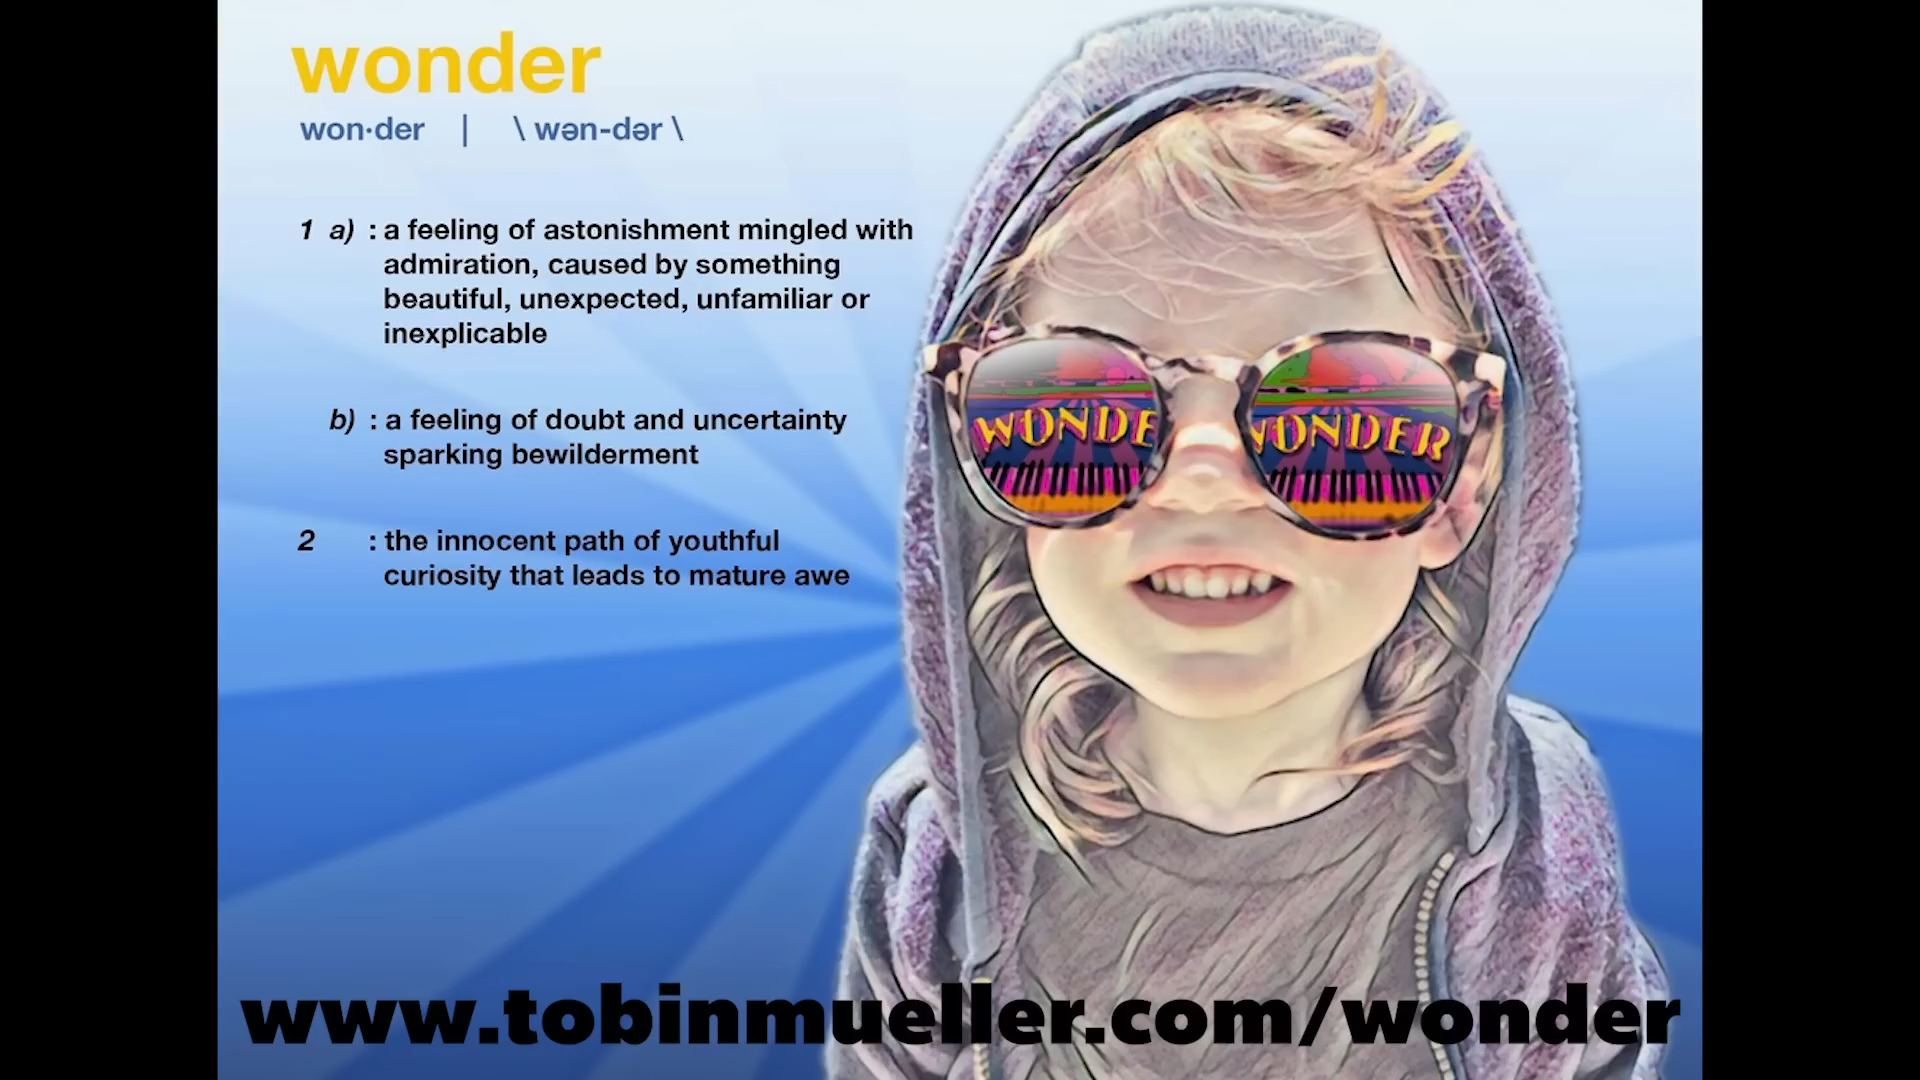 wonder
won·der | \ wən-dər \
1 a) : a feeling of astonishment mingled with
admiration, caused by something
beautiful, unexpected, unfamiliar or
inexplicable
b) : a feeling of doubt and uncertainty
sparking bewilderment
2 : the innocent path of youthful
curiosity that leads to mature awe
WONDE
WONDER
www.tobinmueller.com/wonder